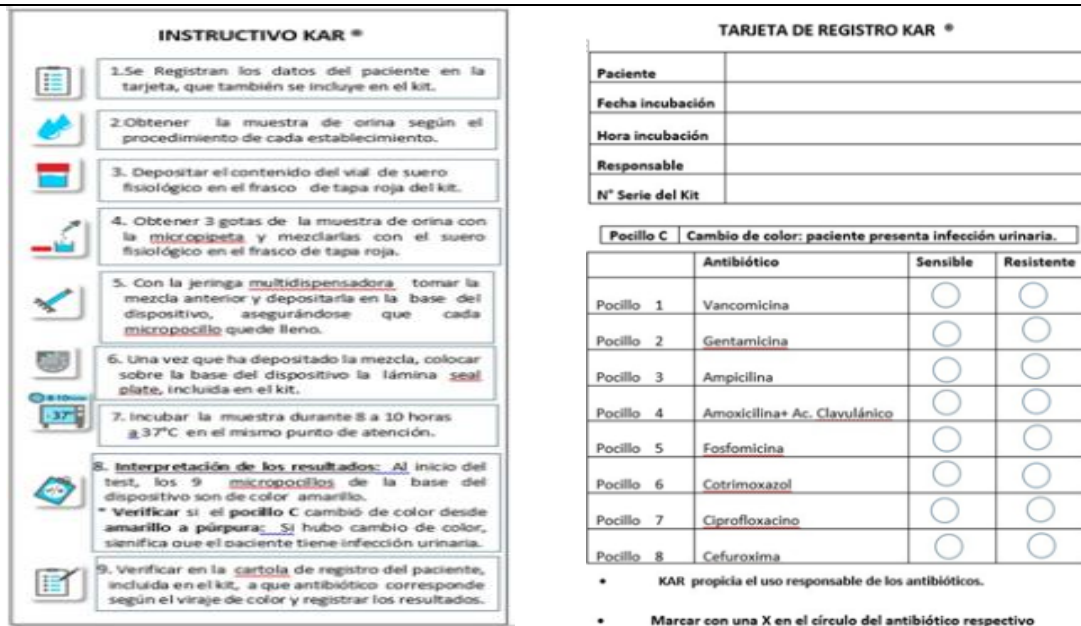 INSTRUCTIVO KAR ®
1.Se Registran los datos del paciente en la
tarjeta, que también se incluye en el kit.
2.Obtener la muestra de orina según el
procedimiento de cada establecimiento.
3. Depositar el contenido del vial de suero
fisiológico en el frasco de tapa roja del kit.
4. Obtener 3 gotas de la muestra de orina con
la micropipeta y mezclarlas con el suero
fisiológico en el frasco de tapa roja.
5. Con la jeringa multidispensadora tomar la
mezcla anterior y depositarla en la base del
dispositivo, asegurándose que cada
micropocillo quede lleno.
6. Una vez que ha depositado la mezcla, colocar
sobre la base del dispositivo la lámina seal
plate, incluida en el kit.
37°
7. Incubar la muestra durante 8 a 10 horas
a 37°C en el mismo punto de atención.
8. Interpretación de los resultados: Al inicio del
test, los 9 micropocillos de la base del
dispositivo son de color amarillo.
* Verificar si el pocillo C cambió de color desde
amarillo a púrpura: Si hubo cambio de color,
significa que el paciente tiene infección urinaria.
9. Verificar en la cartola de registro del paciente,
incluida en el kit, a que antibiótico corresponde
según el viraje de color y registrar los resultados.
TARJETA DE REGISTRO KAR ®
Paciente
Fecha incubación
Hora incubación
Responsable
N° Serie del Kit
Pocillo C Cambio de color: paciente presenta infección urinaria.
Antibiótico Sensible Resistente
Pocillo 1 Vancomicina
Pocillo 2 Gentamicina
Pocillo 3 Ampicilina
Pocillo 4 Amoxicilina+ Ac. Clavulánico
Pocillo 5 Fosfomicina
Pocillo 6 Cotrimoxazol
Pocillo 7 Ciprofloxacino
Pocillo 8 Cefuroxima
• KAR propicia el uso responsable de los antibióticos.
• Marcar con una X en el círculo del antibiótico respectivo